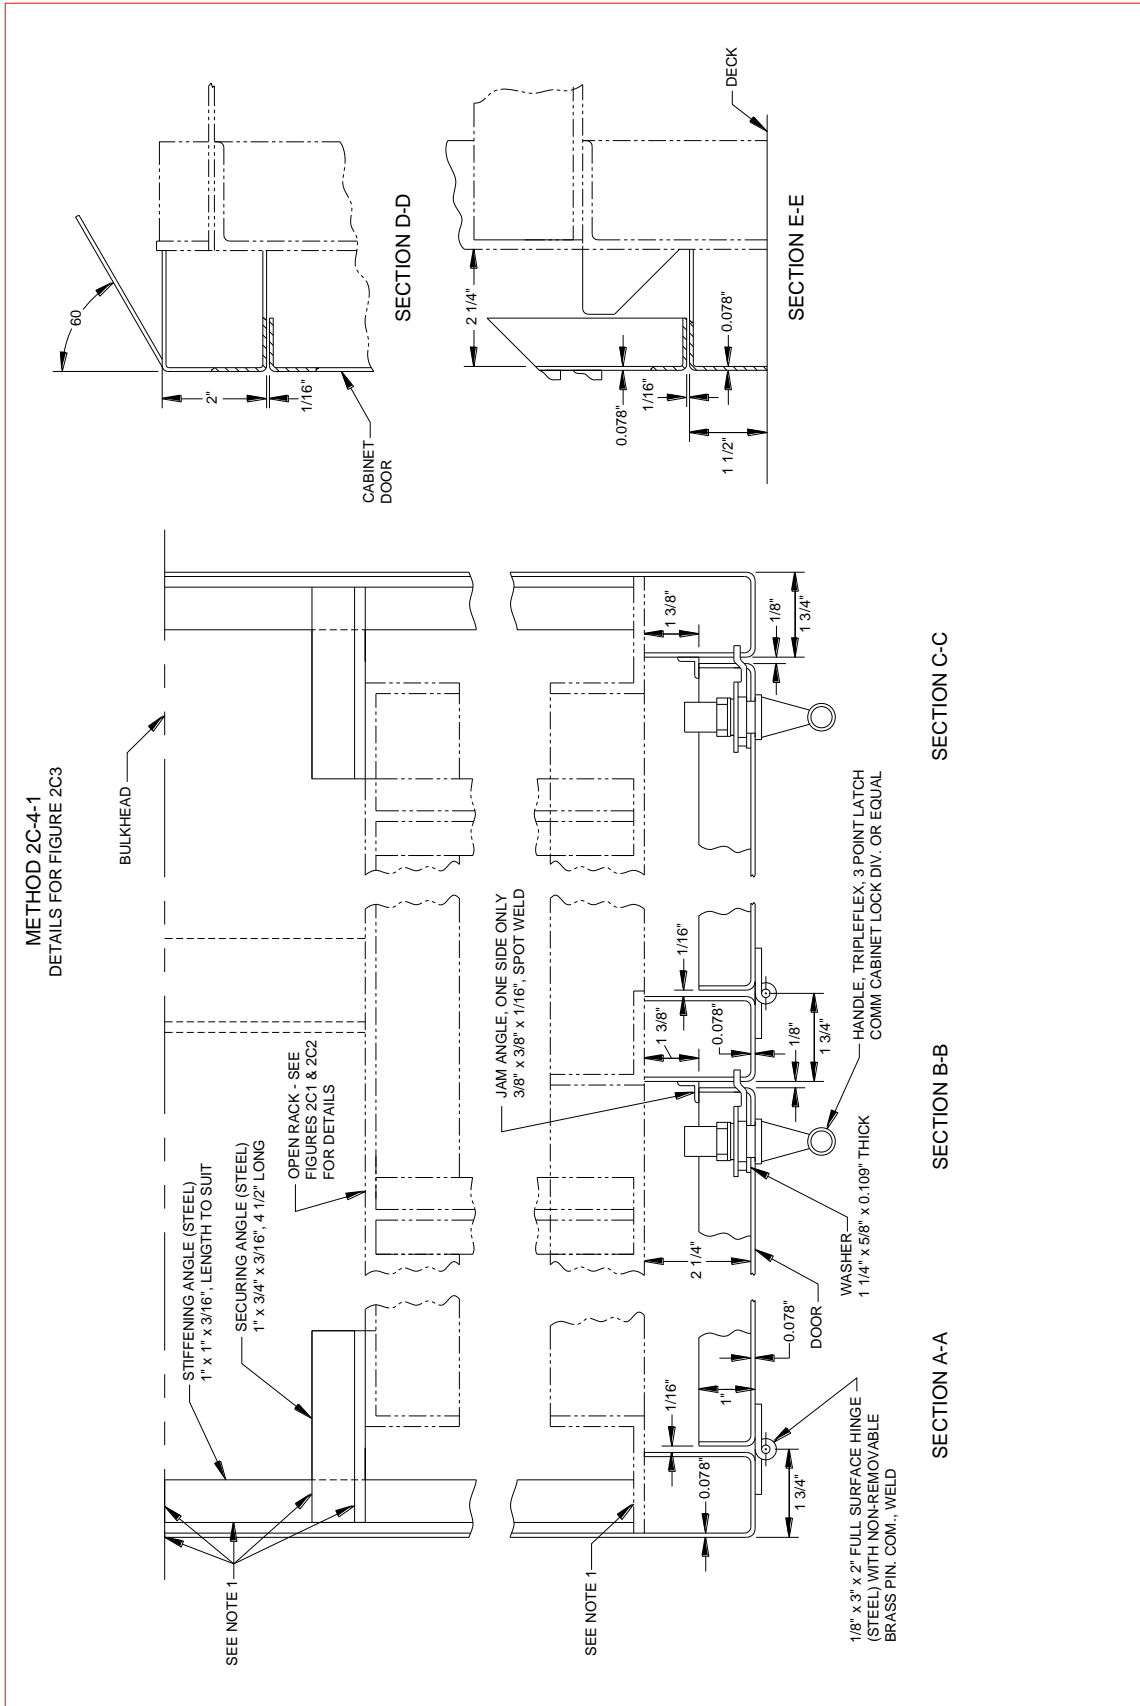 METHOD 2C-4-1
DETAILS FOR FIGURE 2C3
BULKHEAD
STIFFENING ANGLE (STEEL)
1" x 1" x 3/16", LENGTH TO SUIT
SECURING ANGLE (STEEL)
1" x 3/4" x 3/16", 4 1/2" LONG
OPEN RACK - SEE
FIGURES 2C1 & 2C2
FOR DETAILS
SEE NOTE 1
SEE NOTE 1
JAM ANGLE, ONE SIDE ONLY
3/8" x 3/8" x 1/16", SPOT WELD
0.078"
1/16"
1"
1 3/4"
0.078"
DOOR
1/8" x 3" x 2" FULL SURFACE HINGE
(STEEL) WITH NON-REMOVABLE
BRASS PIN. COM., WELD
SECTION A-A
2 1/4"
WASHER
1 1/4" x 5/8" x 0.109" THICK
1 3/8"
1/16"
0.078"
1/8"
1 3/4"
HANDLE, TRIPLEFLEX, 3 POINT LATCH
COMM CABINET LOCK DIV. OR EQUAL
SECTION B-B
1 3/8"
1/8"
1 3/4"
SECTION C-C
60
2"
1/16"
CABINET
DOOR
SECTION D-D
2 1/4"
0.078"
1/16"
0.078"
1 1/2"
DECK
SECTION E-E